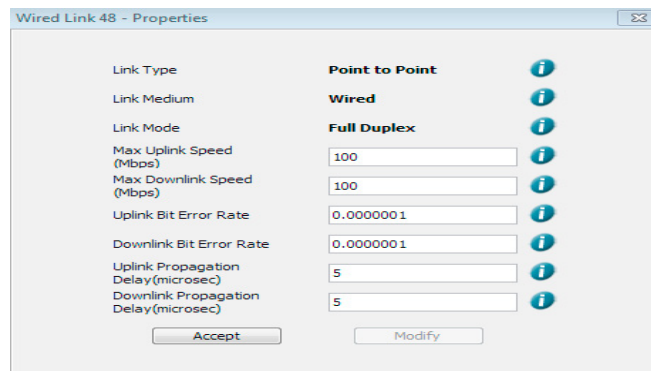 Wired Link 48 - Properties
Link Type Point to Point
Link Medium Wired
Link Mode Full Duplex
Max Uplink Speed
(Mbps) 100
Max Downlink Speed
(Mbps) 100
Uplink Bit Error Rate 0.0000001
Downlink Bit Error Rate 0.0000001
Uplink Propagation
Delay(microsec) 5
Downlink Propagation
Delay(microsec) 5
Accept Modify